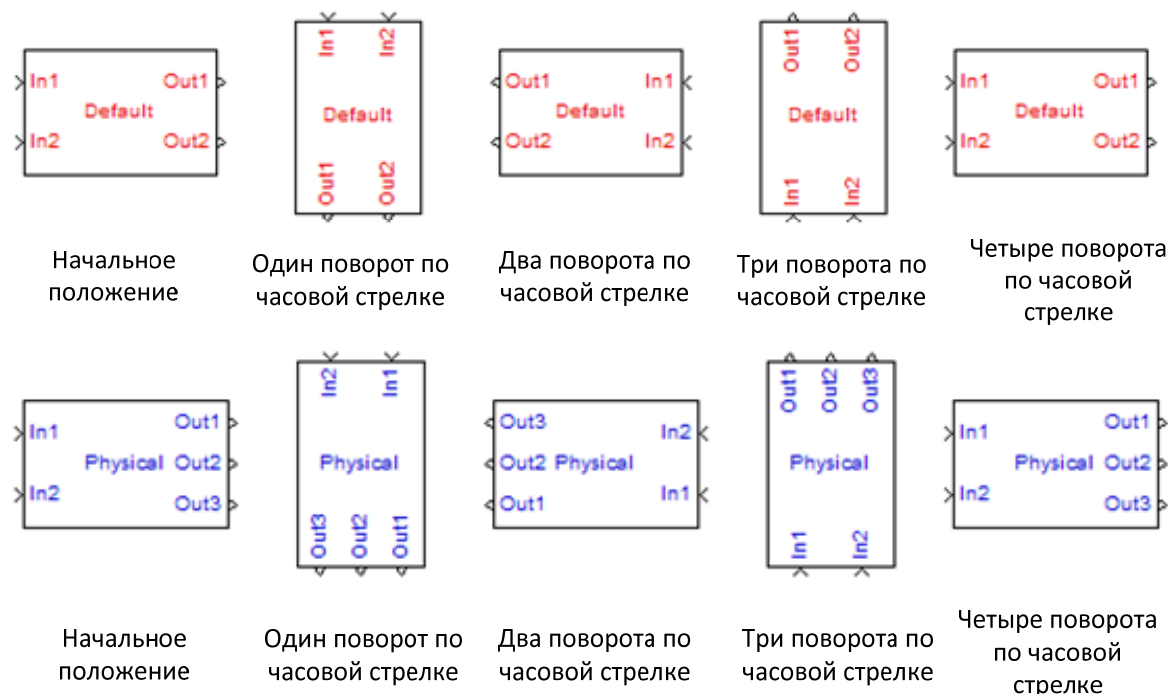 In1 Out1
Default
In2 Out2
In1 In2
Default
Out1 Out2
Out1 In1
Default
Out2 In2
Out1 Out2
Default
In1 In2
In1 Out1
Default
In2 Out2
Начальное
положение
Один поворот по
часовой стрелке
Два поворота по
часовой стрелке
Три поворота по
часовой стрелке
Четыре поворота
по часовой
стрелке
In1 Out1
Physical Out2
In2 Out3
In2 In1
Physical
Out3 Out2 Out1
Out3 In2
Out2 Physical
Out1 In1
Out1 Out2 Out3
Physical
In1 In2
In1 Out1
Physical Out2
In2 Out3
Начальное
положение
Один поворот по
часовой стрелке
Два поворота по
часовой стрелке
Три поворота по
часовой стрелке
Четыре поворота
по часовой
стрелке